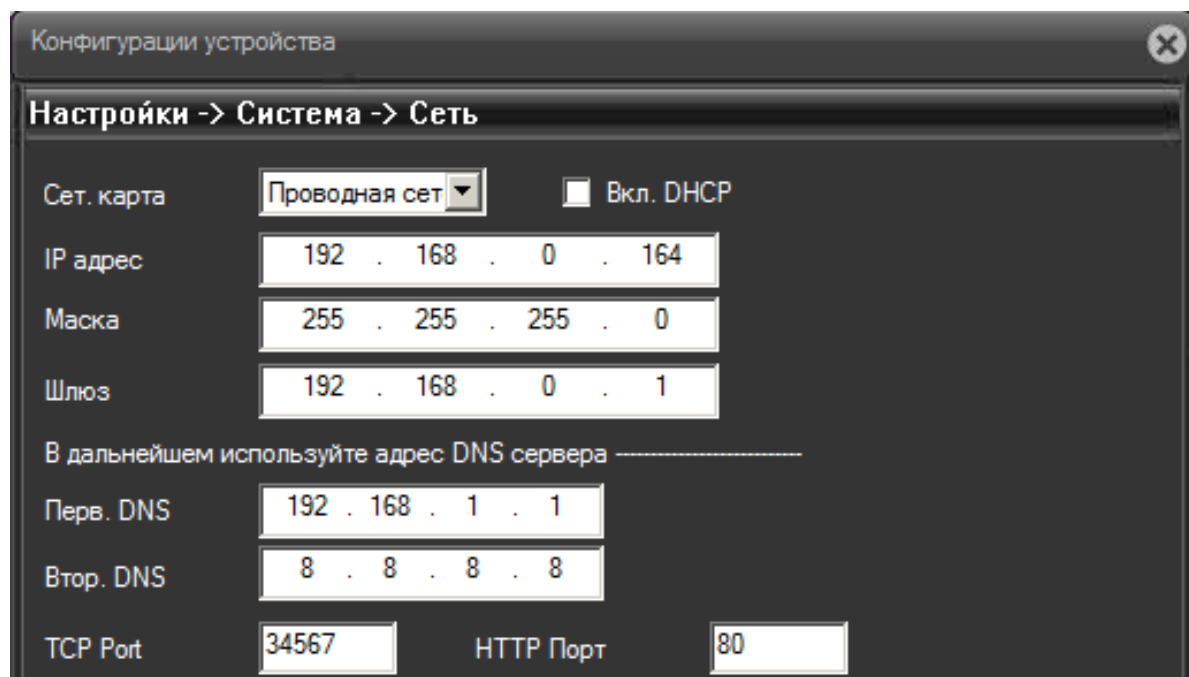 Конфигурации устройства
Настройки -> Система -> Сеть
Сет. карта Проводная сет Вкл. DHCP
IP адрес 192 . 168 . 0 . 164
Маска 255 . 255 . 255 . 0
Шлюз 192 . 168 . 0 . 1
В дальнейшем используйте адрес DNS сервера ----------------------------
Перв. DNS 192 . 168 . 1 . 1
Втор. DNS 8 . 8 . 8 . 8
TCP Port 34567 HTTP Порт 80